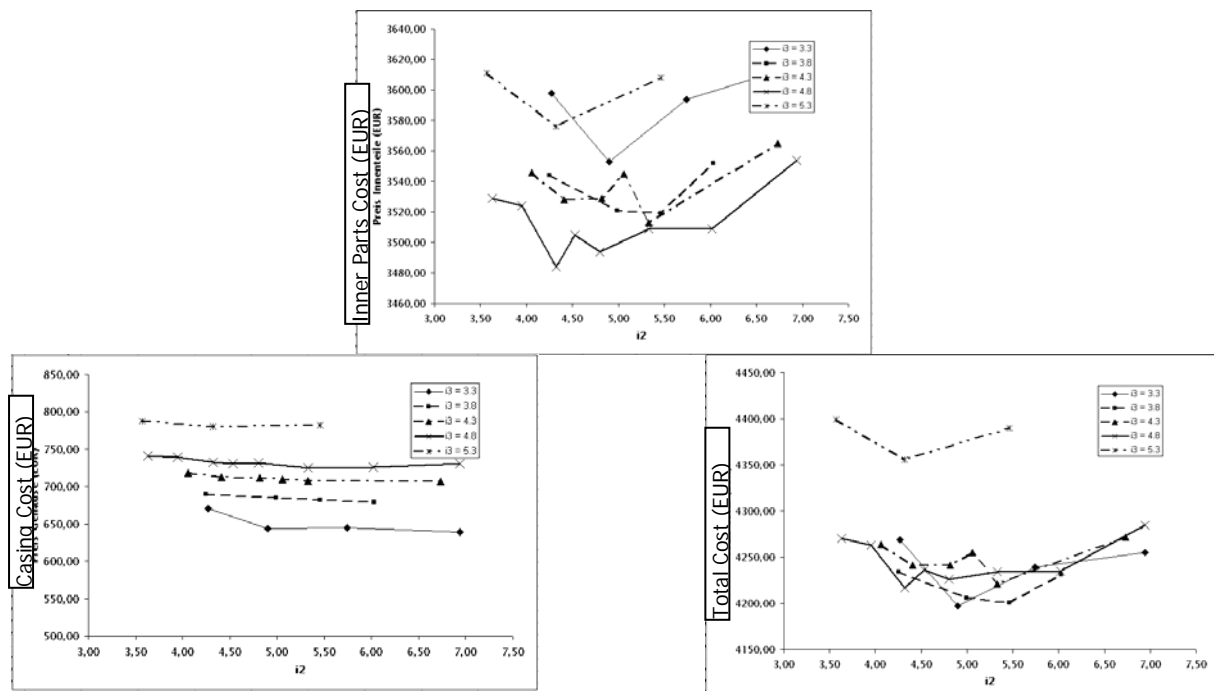 3640,00
3620,00
3600,00
3580,00
3560,00
3540,00
3520,00
3500,00
3480,00
3460,00
Inner Parts Cost (EUR)
Preis Innenteile (EUR)
i3 = 3.3
i3 = 3.8
i3 = 4.3
i3 = 4.8
i3 = 5.3
3,00 3,50 4,00 4,50 5,00 5,50 6,00 6,50 7,00 7,50
i2
850,00
800,00
750,00
700,00
650,00
600,00
550,00
500,00
Casing Cost (EUR)
i3 = 3.3
i3 = 3.8
i3 = 4.3
i3 = 4.8
i3 = 5.3
3,00 3,50 4,00 4,50 5,00 5,50 6,00 6,50 7,00 7,50
i2
4450,00
4400,00
4350,00
4300,00
4250,00
4200,00
4150,00
Total Cost (EUR)
i3 = 3.3
i3 = 3.8
i3 = 4.3
i3 = 4.8
i3 = 5.3
3,00 3,50 4,00 4,50 5,00 5,50 6,00 6,50 7,00 7,50
i2